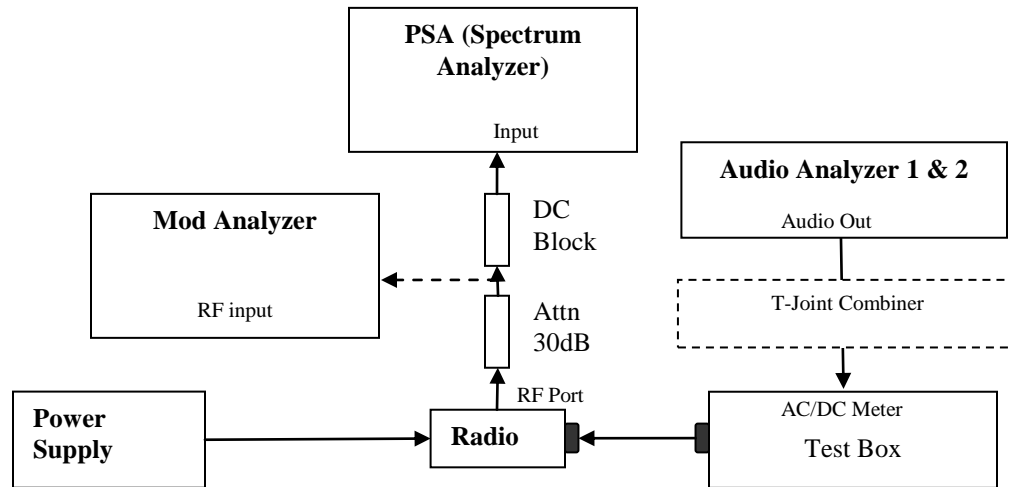 PSA (Spectrum
Analyzer)
Input
Audio Analyzer 1 & 2
Audio Out
Mod Analyzer
RF input
DC
Block
T-Joint Combiner
Attn
30dB
RF Port
Power
Supply
Radio
AC/DC Meter
Test Box